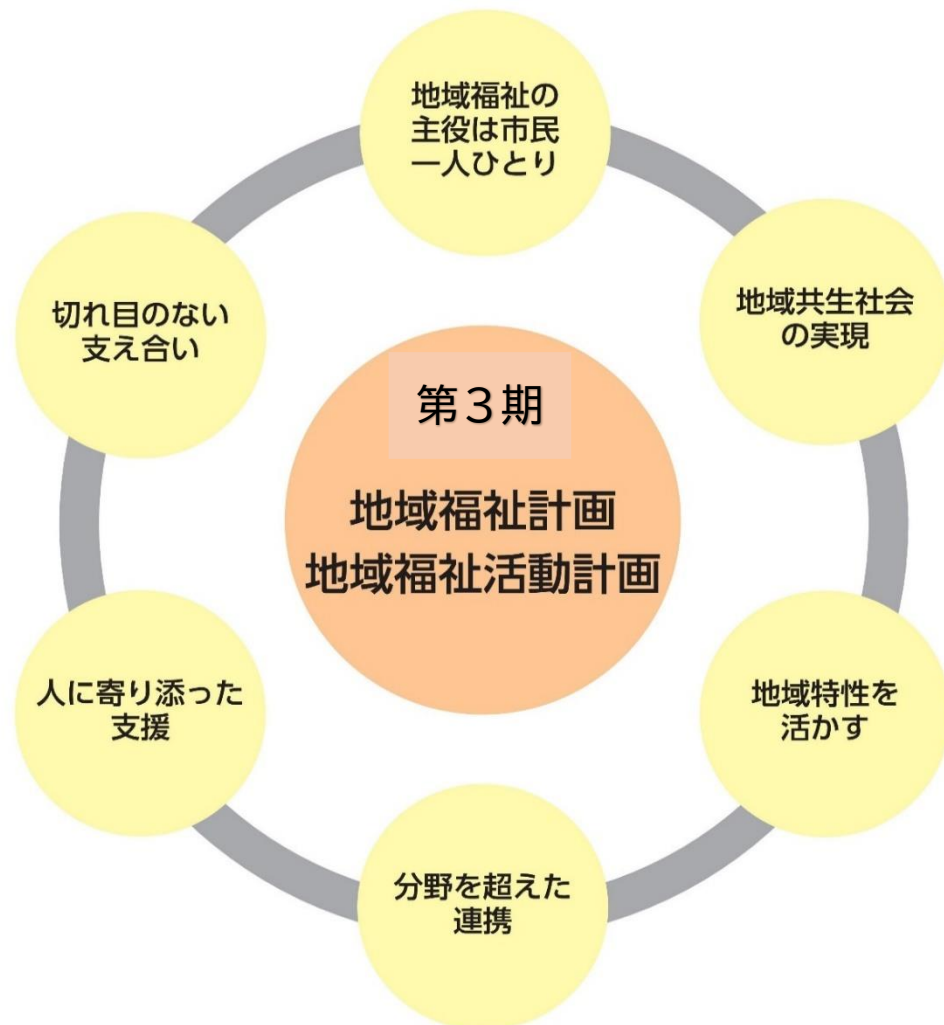 地域福祉の
主役は市民
一人ひとり
地域共生社会
の実現
地域特性を
活かす
分野を超えた
連携
人に寄り添った
支援
切れ目のない
支え合い
第３期
地域福祉計画
地域福祉活動計画